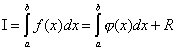 I = ∫_a^b f(x)dx = ∫_a^b φ(x)dx + R